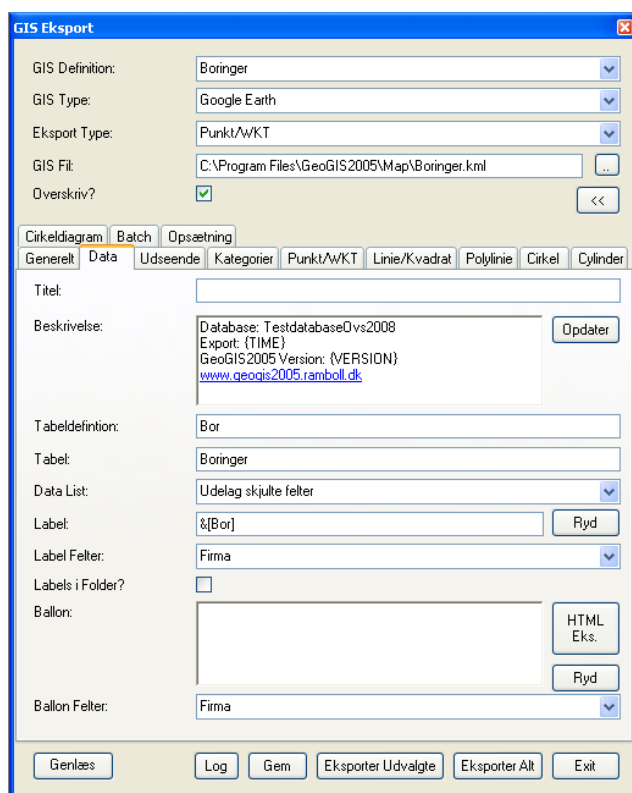 GIS Eksport
GIS Definition: Boringer
GIS Type: Google Earth
Eksport Type: Punkt/WKT
GIS Fil: C:\Program Files\GeoGIS2005\Map\Boringer.kml ..
Overskriv? <<
Cirkeldiagram Batch Opsætning
Generelt Data Udseende Kategorier Punkt/WKT Linie/Kvadrat Polylinie Cirkel Cylinder
Titel:
Beskrivelse: Database: TestdatabaseOvs2008 Opdater
Export: {TIME}
GeoGIS2005 Version: {VERSION}
www.geogis2005.ramboll.dk
Tabeldefintion: Bor
Tabel: Boringer
Data List: Udelag skjulte felter
Label: &[Bor] Ryd
Label Felter: Firma
Labels i Folder?
Ballon: HTML
Eks.
Ryd
Ballon Felter: Firma
Genlæs Log Gem Eksporter Udvalgte Eksporter Alt Exit